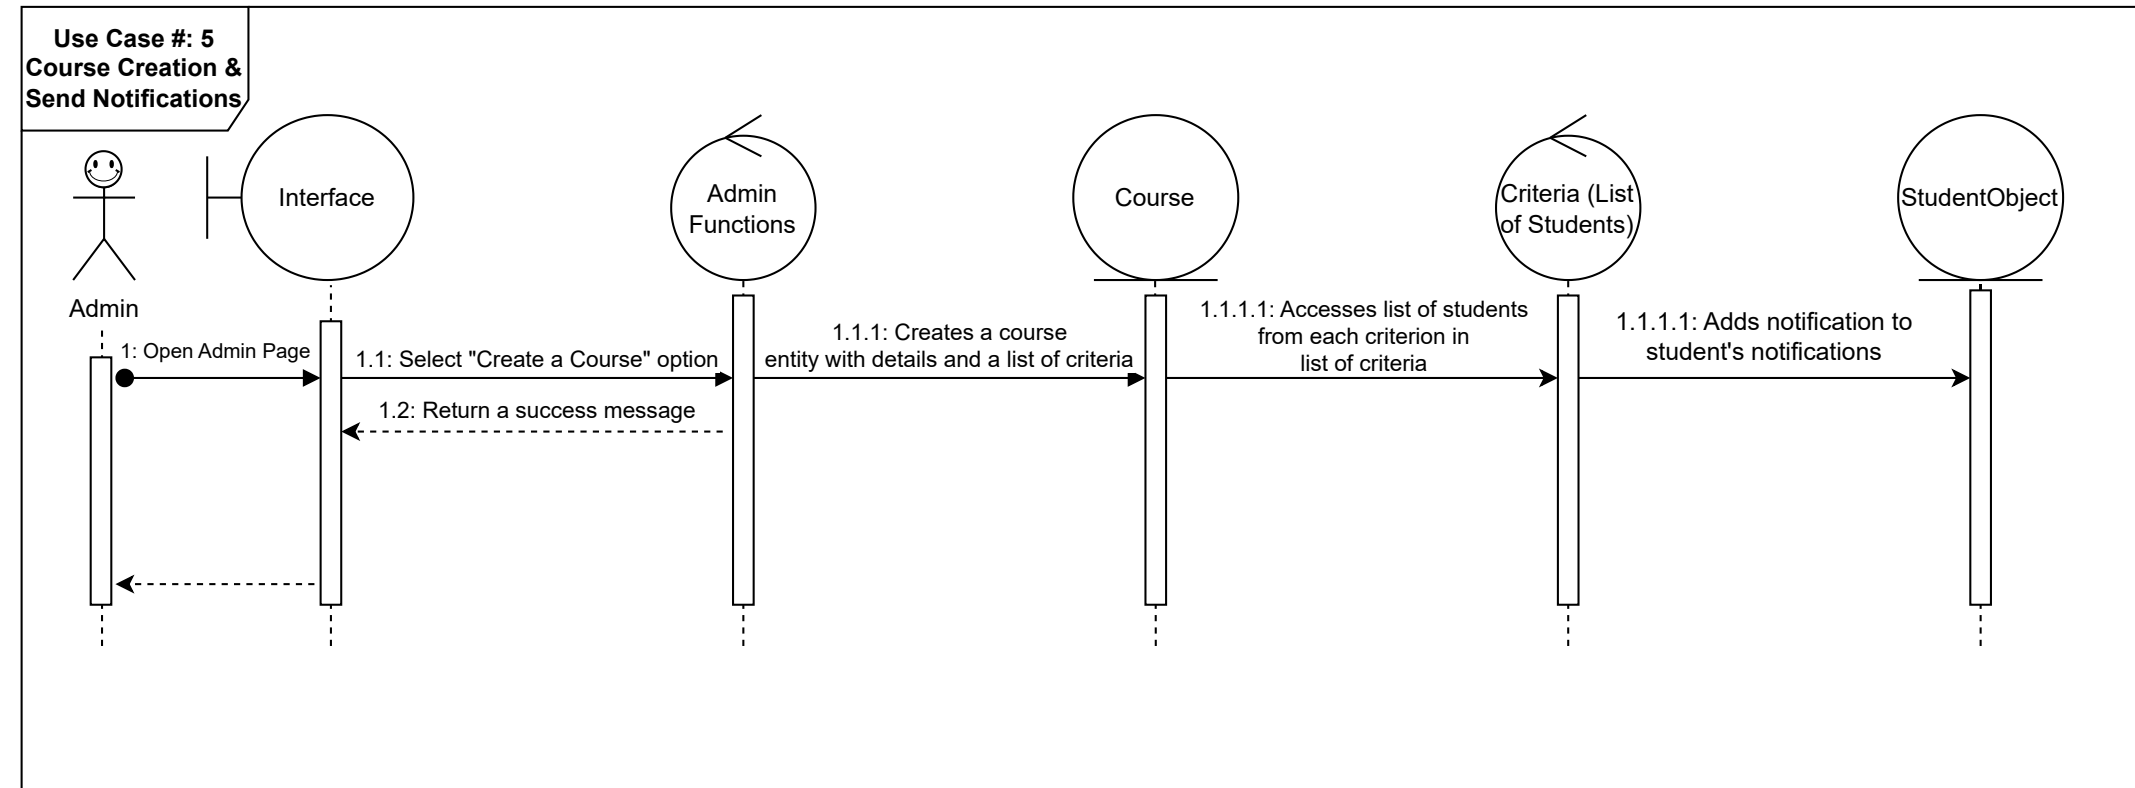 Use Case #: 5
Course Creation &
Send Notifications
Interface
Admin
Functions
Course
Criteria (List
of Students)
StudentObject
Admin
1: Open Admin Page
1.1: Select "Create a Course" option
1.1.1: Creates a course
entity with details and a list of criteria
1.1.1.1: Accesses list of students
from each criterion in
list of criteria
1.1.1.1: Adds notification to
student's notifications
1.2: Return a success message